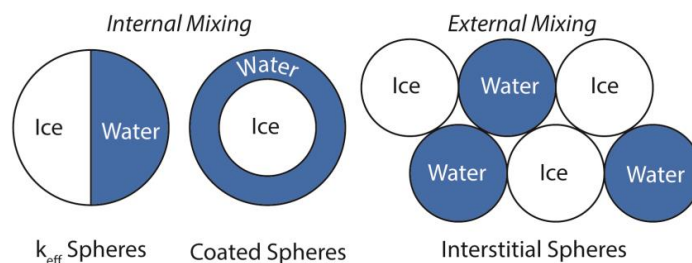 Internal Mixing
External Mixing
Ice
Water
Water
Ice
Ice
Water
Ice
Water
Ice
Water
k_eff Spheres
Coated Spheres
Interstitial Spheres